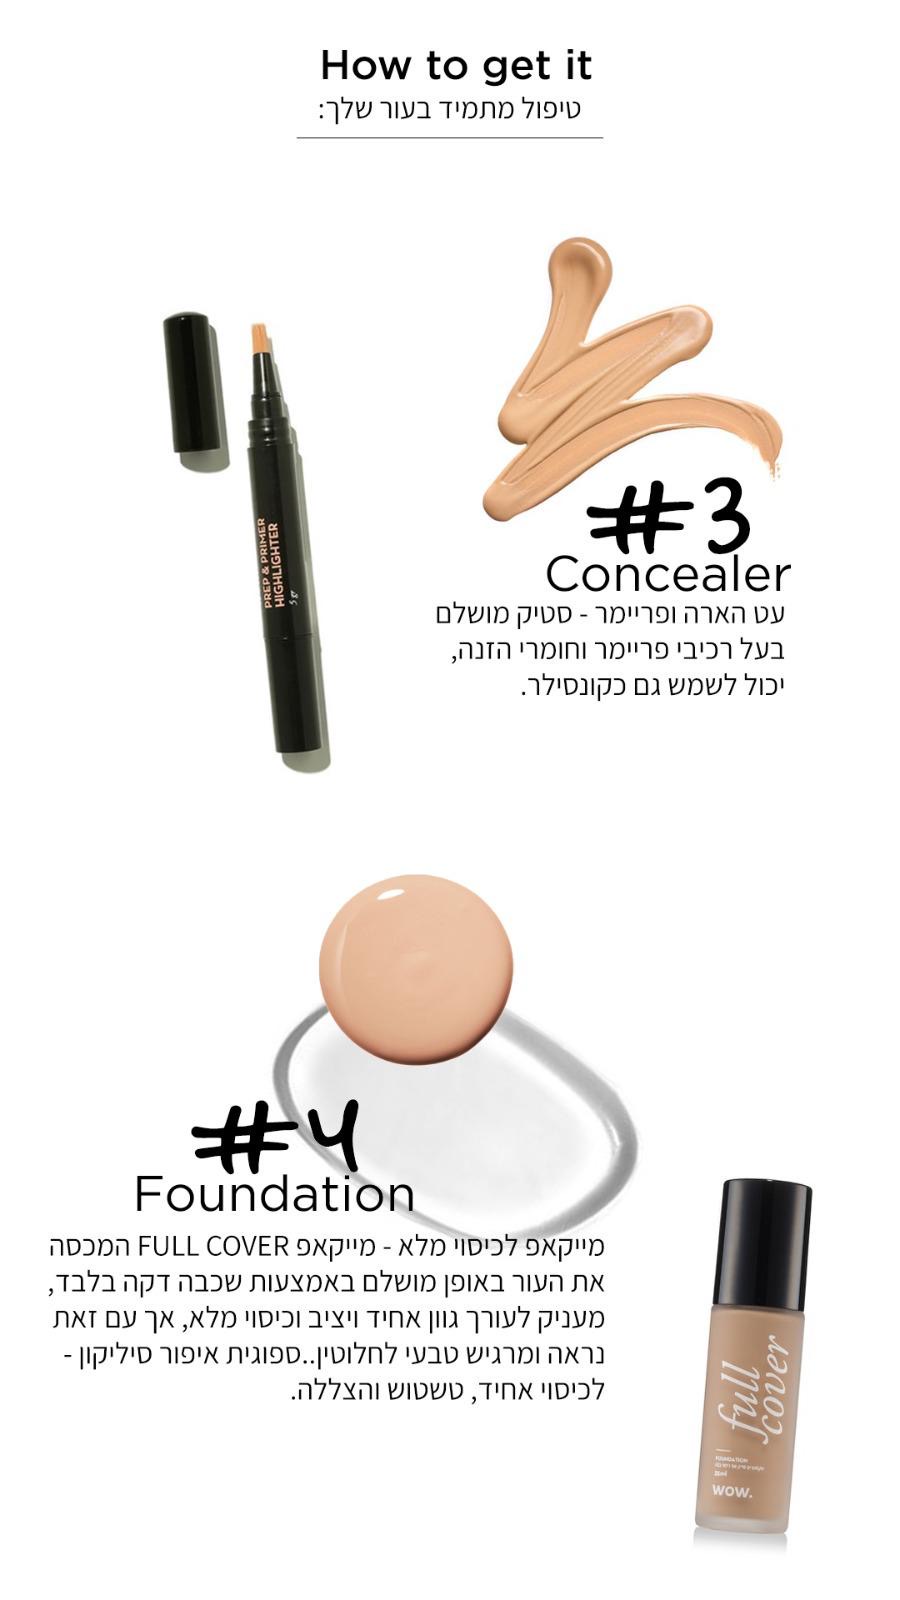 How to get it
טיפול מתמיד בעור שלך:
PREP & PRIMER
HIGHLIGHTER
5 gr
#3
Concealer
עט הארה ופריימר - סטיק מושלם
בעל רכיבי פריימר וחומרי הזנה,
יכול לשמש גם כקונסילר.
#4
Foundation
מייקאפ לכיסוי מלא - מייקאפ FULL COVER המכסה
את העור באופן מושלם באמצעות שכבה דקה בלבד,
מעניק לעורך גוון אחיד ויציב וכיסוי מלא, אך עם זאת
נראה ומרגיש טבעי לחלוטין..ספוגית איפור סיליקון -
לכיסוי אחיד, טשטוש והצללה.
full
cover
FOUNDATION
wow.